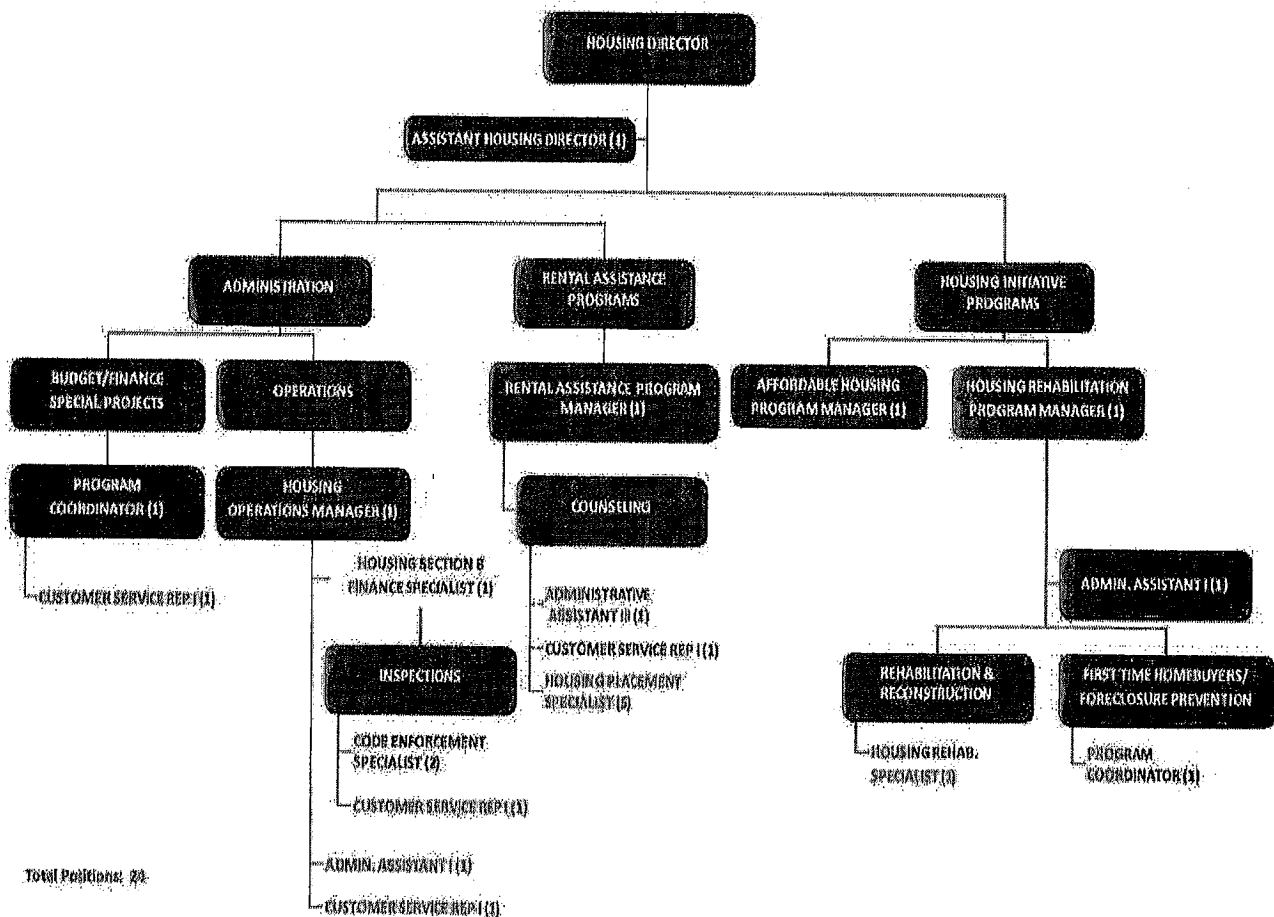 HOUSING DIRECTOR
ASSISTANT HOUSING DIRECTOR (1)
ADMINISTRATION
RENTAL ASSISTANCE
PROGRAMS
HOUSING INITIATIVE
PROGRAMS
BUDGET/FINANCE
SPECIAL PROJECTS
OPERATIONS
RENTAL ASSISTANCE PROGRAM
MANAGER (1)
AFFORDABLE HOUSING
PROGRAM MANAGER (1)
HOUSING REHABILITATION
PROGRAM MANAGER (1)
PROGRAM
COORDINATOR (1)
HOUSING
OPERATIONS MANAGER (1)
COUNSELING
CUSTOMER SERVICE REP I (1)
HOUSING SECTION 8
FINANCE SPECIALIST (1)
INSPECTIONS
CODE ENFORCEMENT
SPECIALIST (2)
CUSTOMER SERVICE REP I (1)
ADMIN. ASSISTANT I (1)
CUSTOMER SERVICE REP I (1)
ADMINISTRATIVE
ASSISTANT III (1)
CUSTOMER SERVICE REP I (1)
HOUSING PLACEMENT
SPECIALIST (5)
ADMIN. ASSISTANT I (1)
REHABILITATION &
RECONSTRUCTION
FIRST TIME HOMEBUYERS/
FORECLOSURE PREVENTION
HOUSING REHAB.
SPECIALIST
PROGRAM
COORDINATOR (1)
Total Positions: